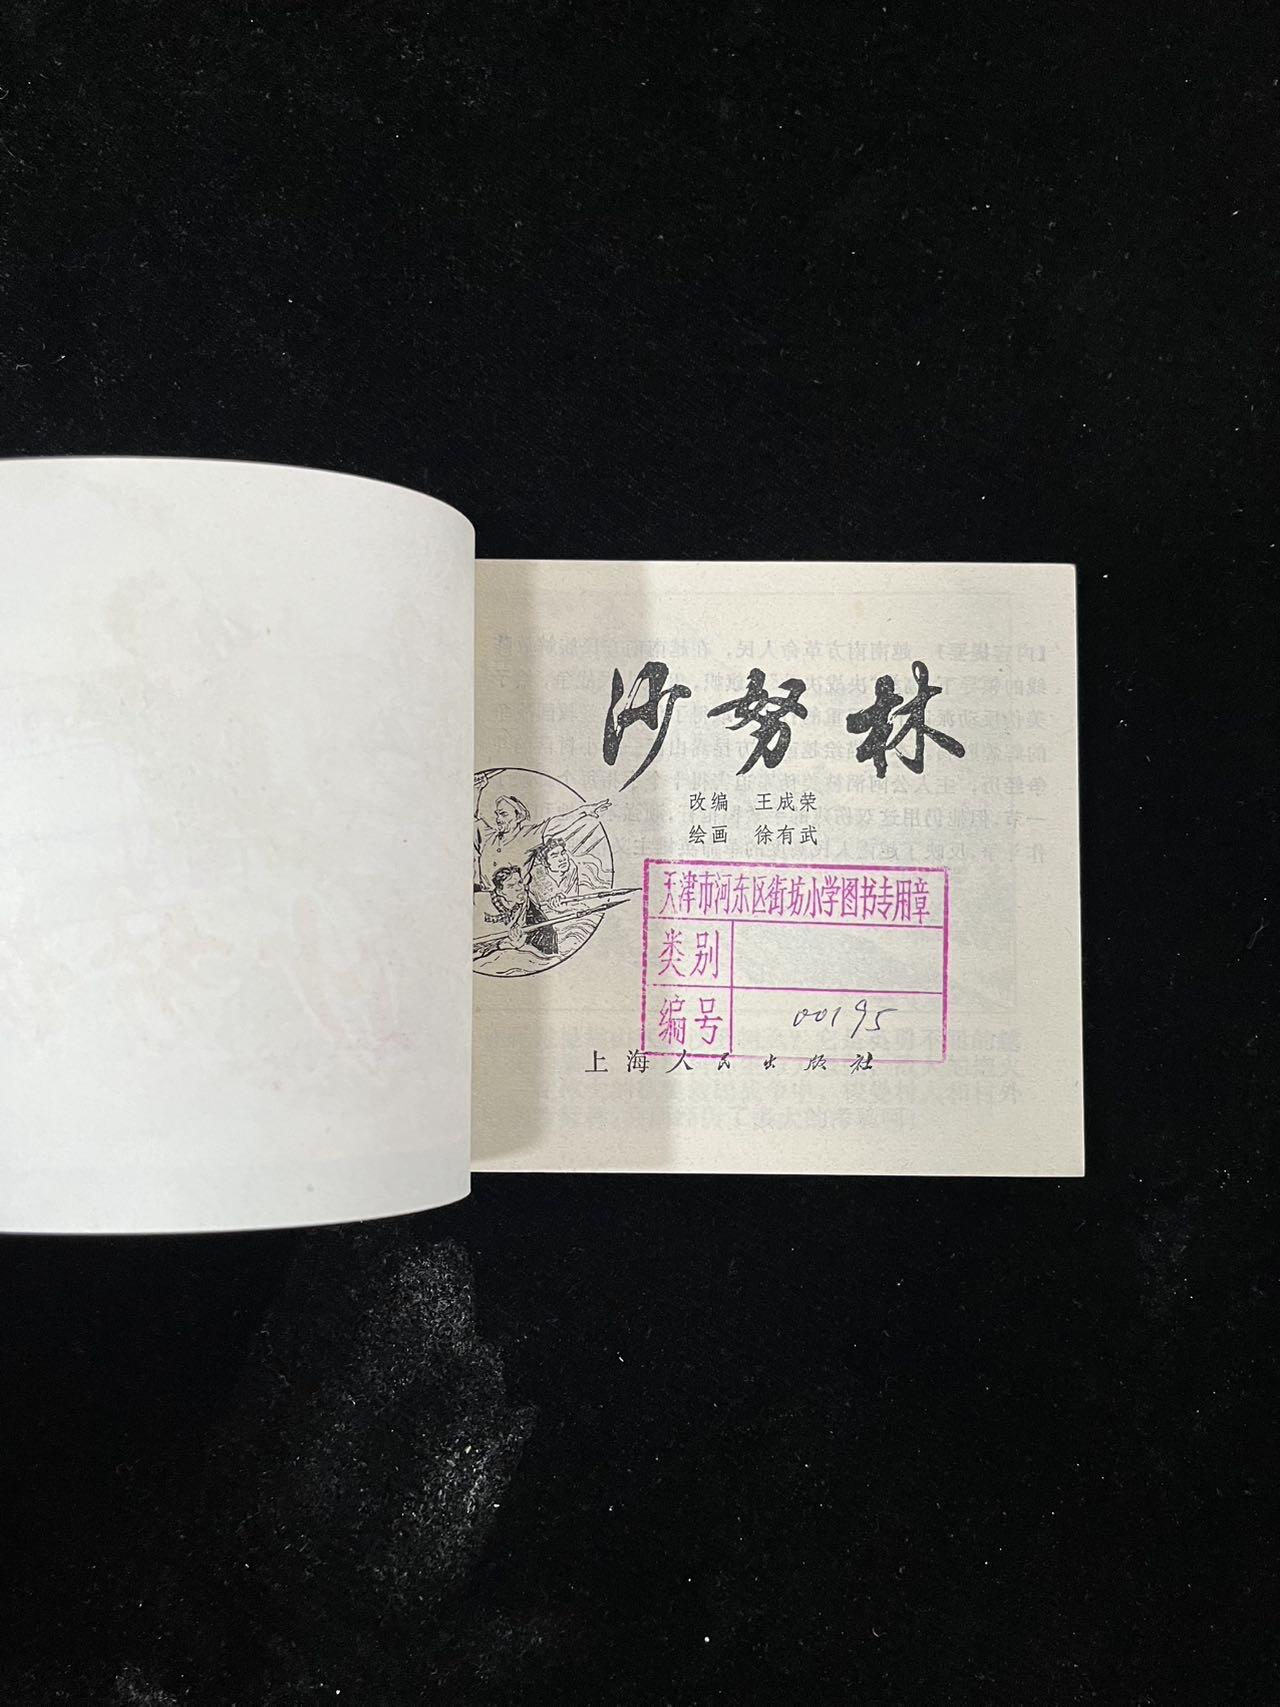 沙努林
改编 王成荣
绘画 徐有武
天津市河东区街坊小学图书专用章
类别
编号 00195
上海人民出版社